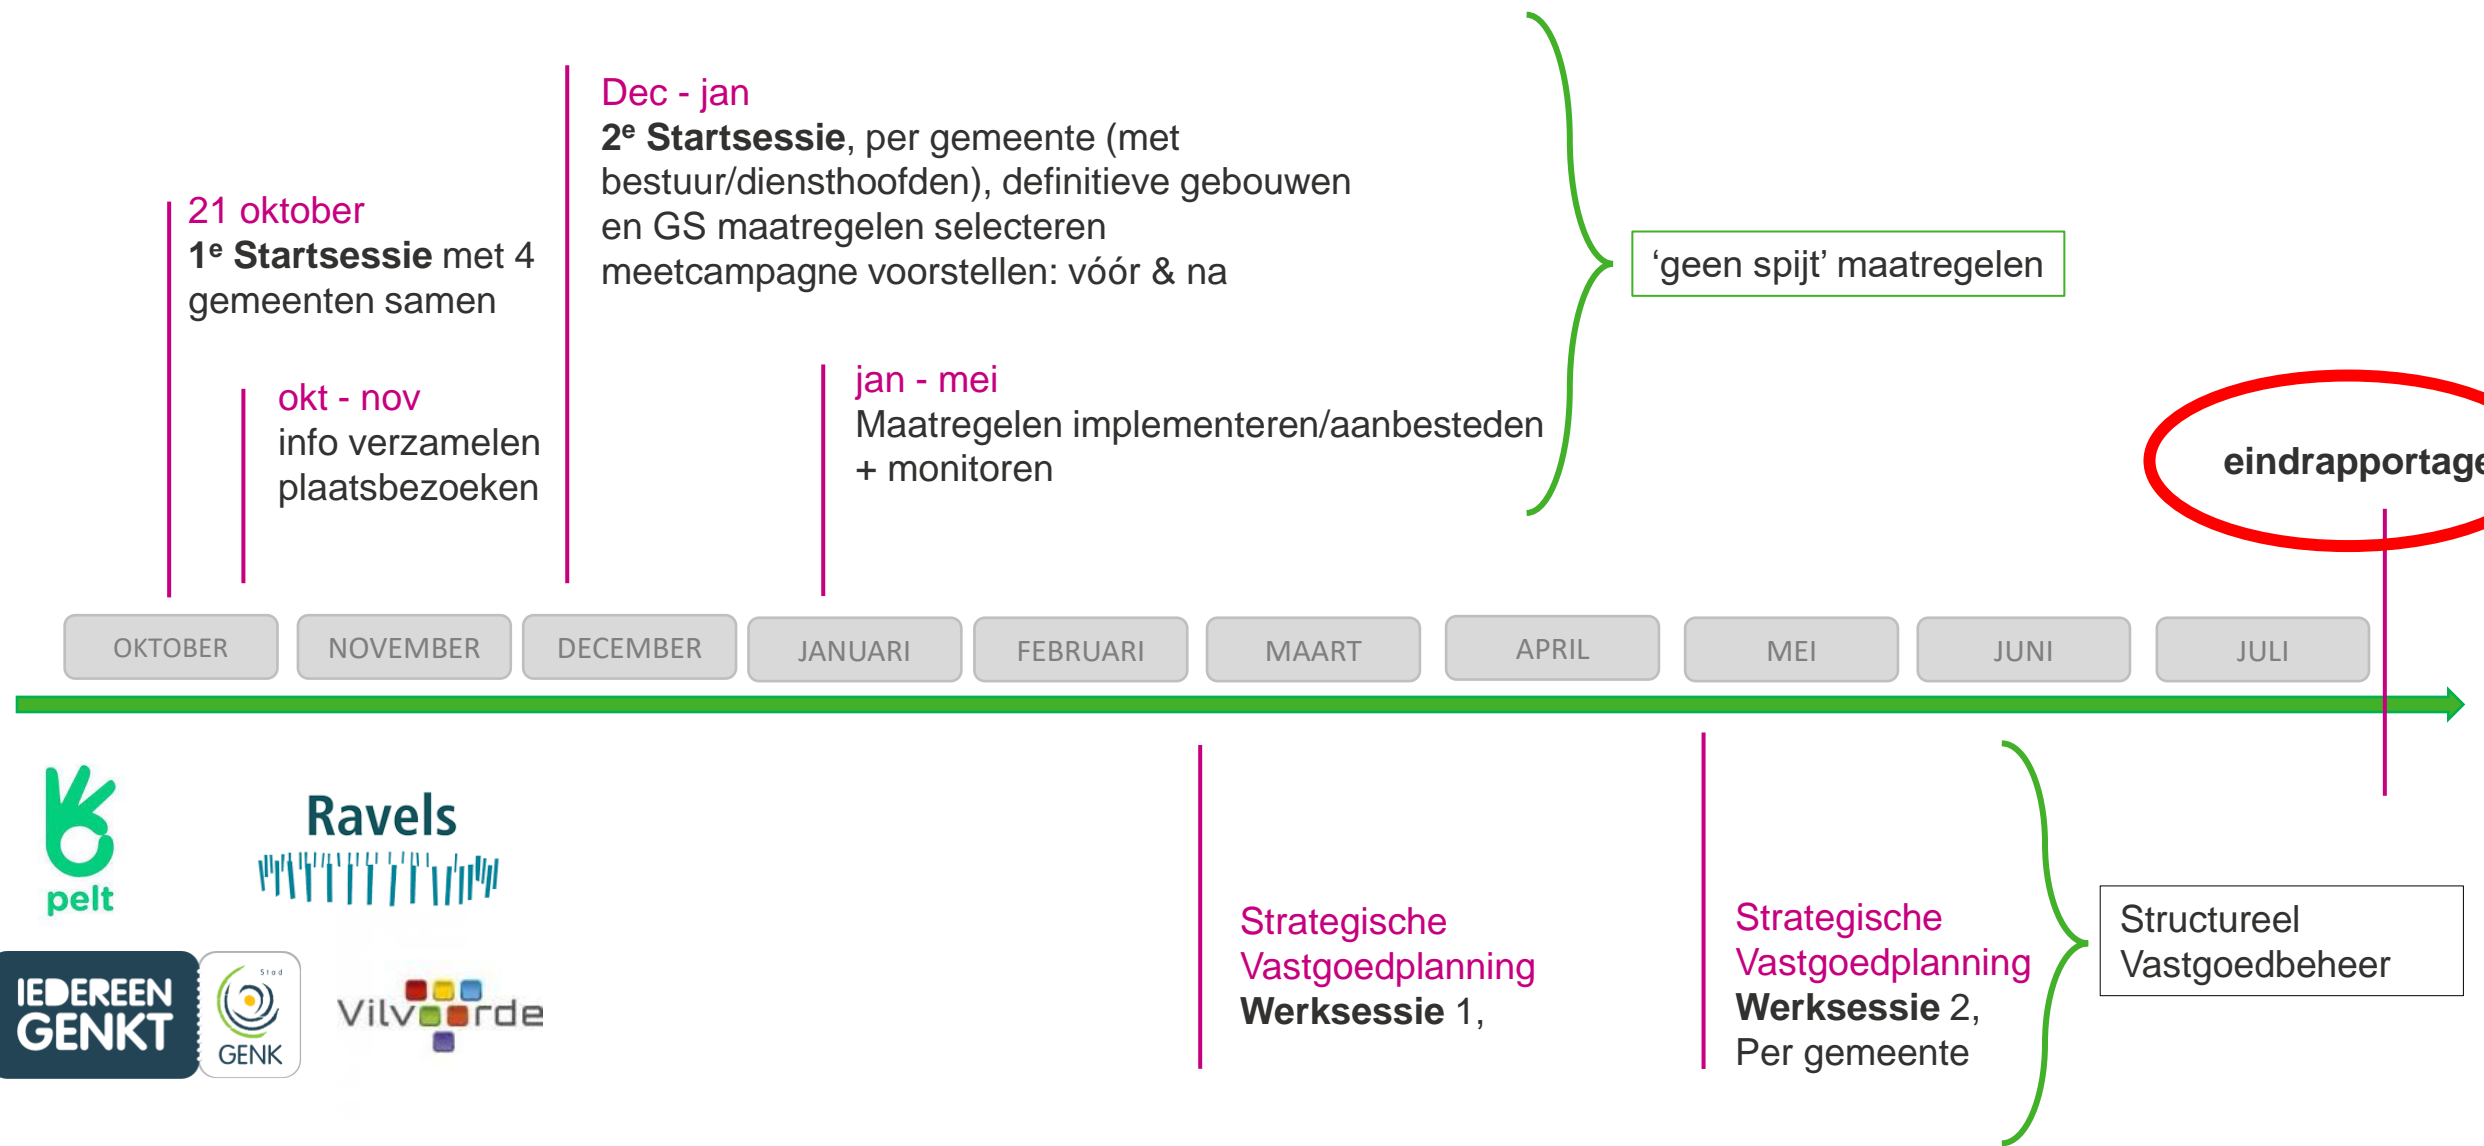 Dec - jan
2e Startsessie, per gemeente (met
bestuur/diensthoofden), definitieve gebouwen
en GS maatregelen selecteren
meetcampagne voorstellen: vóór & na
21 oktober
1e Startsessie met 4
gemeenten samen
‘geen spijt’ maatregelen
okt - nov
info verzamelen
plaatsbezoeken
jan - mei
Maatregelen implementeren/aanbesteden
+ monitoren
eindrapportage
OKTOBER
NOVEMBER
DECEMBER
JANUARI
FEBRUARI
MAART
APRIL
MEI
JUNI
JULI
pelt
Ravels
IEDEREEN
GENKT
Stad
GENK
Vilvoorde
Strategische
Vastgoedplanning
Werksessie 1,
Strategische
Vastgoedplanning
Werksessie 2,
Per gemeente
Structureel
Vastgoedbeheer